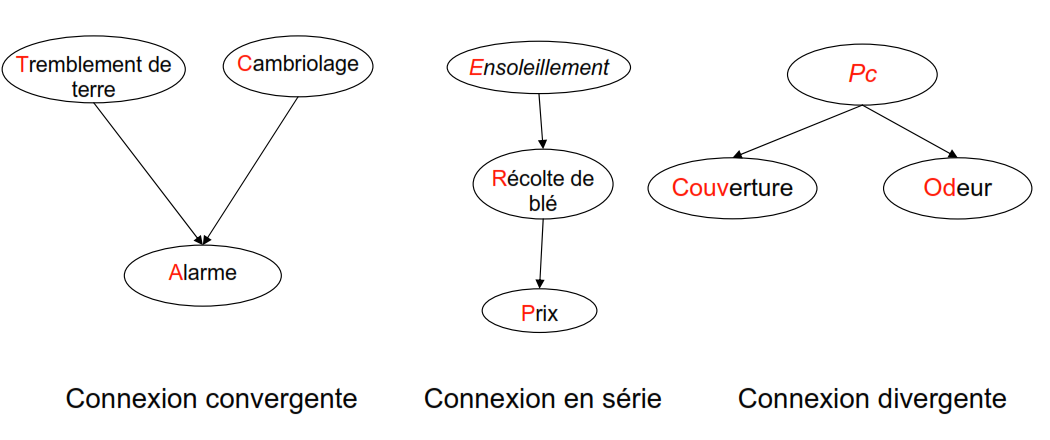 Tremblement de
terre
Cambriolage
Alarme
Connexion convergente
Ensoleillement
Récolte de
blé
Prix
Connexion en série
Pc
Couverture
Odeur
Connexion divergente